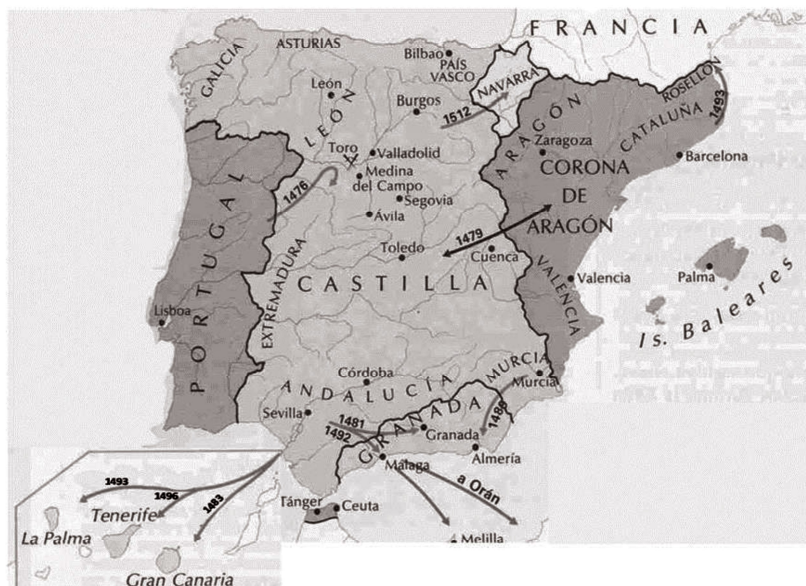 FRANCIA
GALICIA
ASTURIAS
Bilbao
PAÍS
VASCO
NAVARRA
ROSELLÓN
1493
León
LEÓN
Burgos
1512
ARAGÓN
CATALUÑA
Toro
Valladolid
Zaragoza
Barcelona
Medina
del Campo
CORONA
DE
ARAGÓN
1476
Segovia
Ávila
PORTUGAL
1479
Toledo
Cuenca
EXTREMADURA
CASTILLA
VALENCIA
Valencia
Palma
Is. Baleares
Lisboa
Córdoba
MURCIA
Murcia
ANDALUCÍA
Sevilla
1481
1492
GRANADA
Granada
Málaga
Almería
a Orán
1493
1496
1483
Tánger
Ceuta
Melilla
La Palma
Tenerife
Gran Canaria